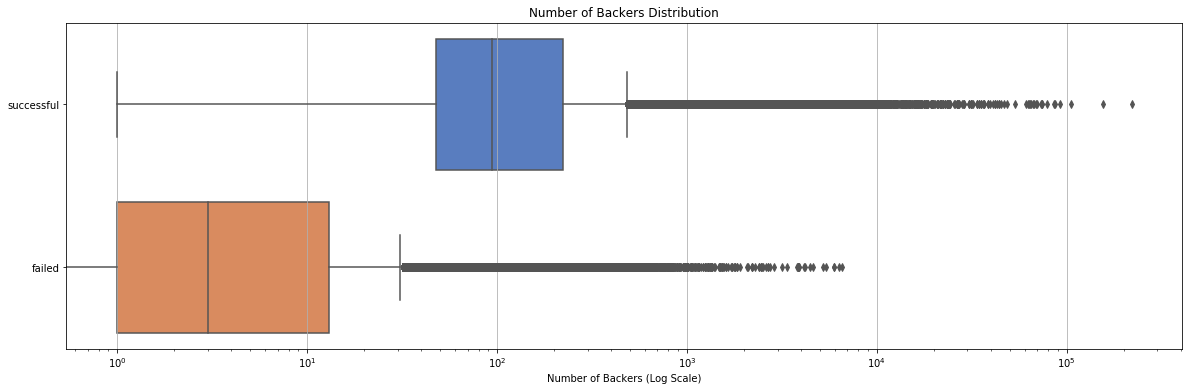 Number of Backers Distribution
successful
failed
10⁰ 10¹ 10² 10³ 10⁴ 10⁵
Number of Backers (Log Scale)